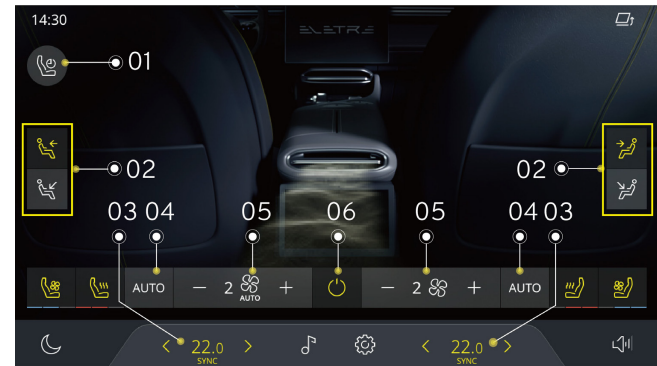 14:30
ELETRE
01
02
02
03 04
05
06
05
04 03
AUTO
— 2 +
AUTO
— 2 +
AUTO
< 22.0 >
SYNC
< 22.0 >
SYNC